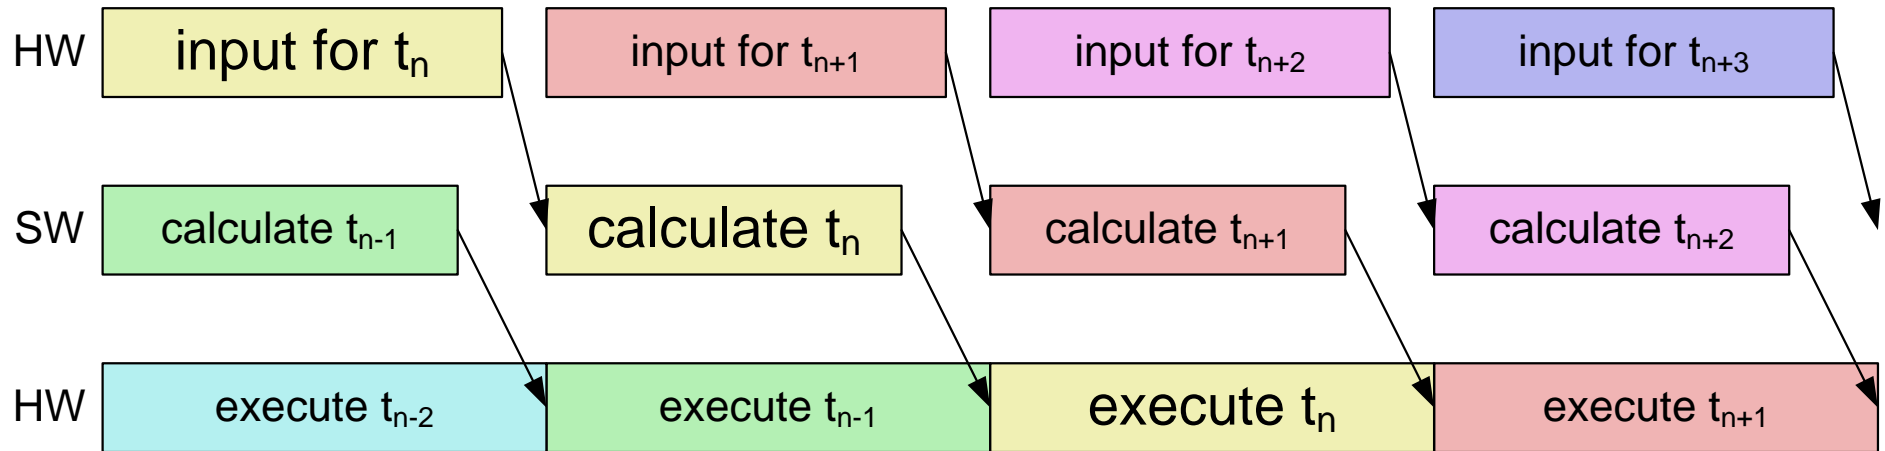 HW input for tₙ input for tₙ₊₁ input for tₙ₊₂ input for tₙ₊₃
SW calculate tₙ₋₁ calculate tₙ calculate tₙ₊₁ calculate tₙ₊₂
HW execute tₙ₋₂ execute tₙ₋₁ execute tₙ execute tₙ₊₁